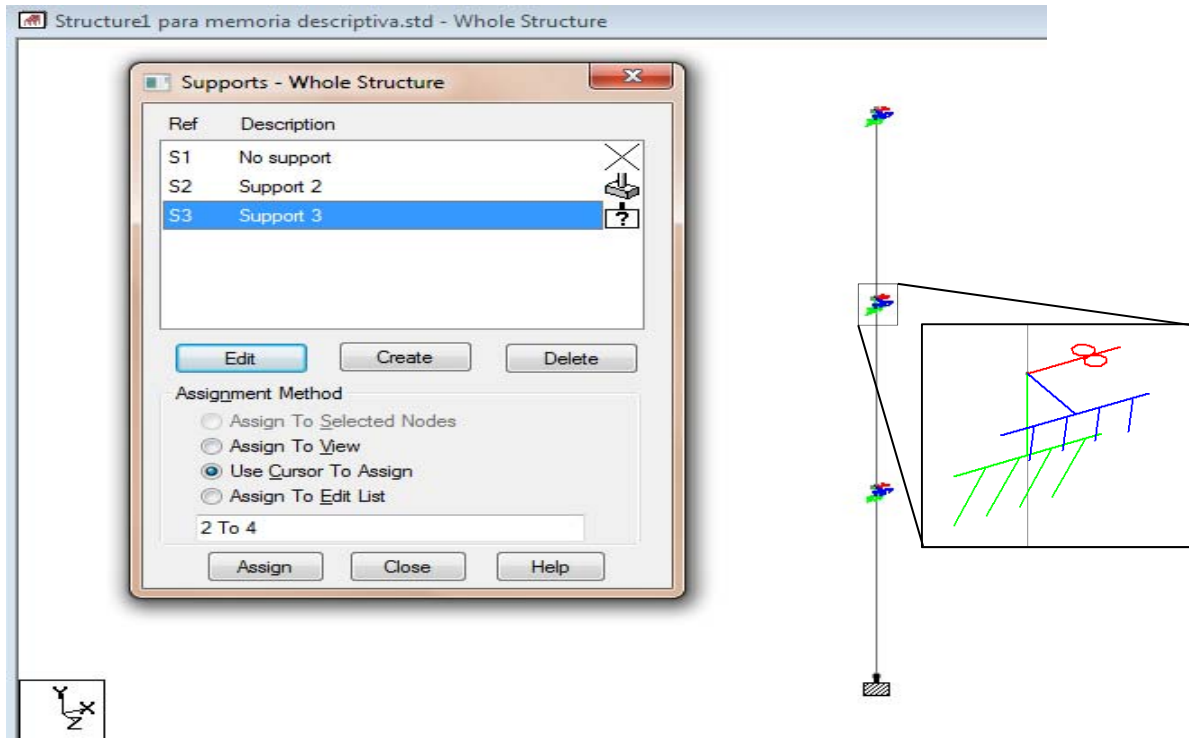 Structure1 para memoria descriptiva.std - Whole Structure
Supports - Whole Structure
x
Ref Description
S1 No support
S2 Support 2
S3 Support 3
?
Edit Create Delete
Assignment Method
Assign To Selected Nodes
Assign To View
Use Cursor To Assign
Assign To Edit List
2 To 4
Assign Close Help
Y
X
Z